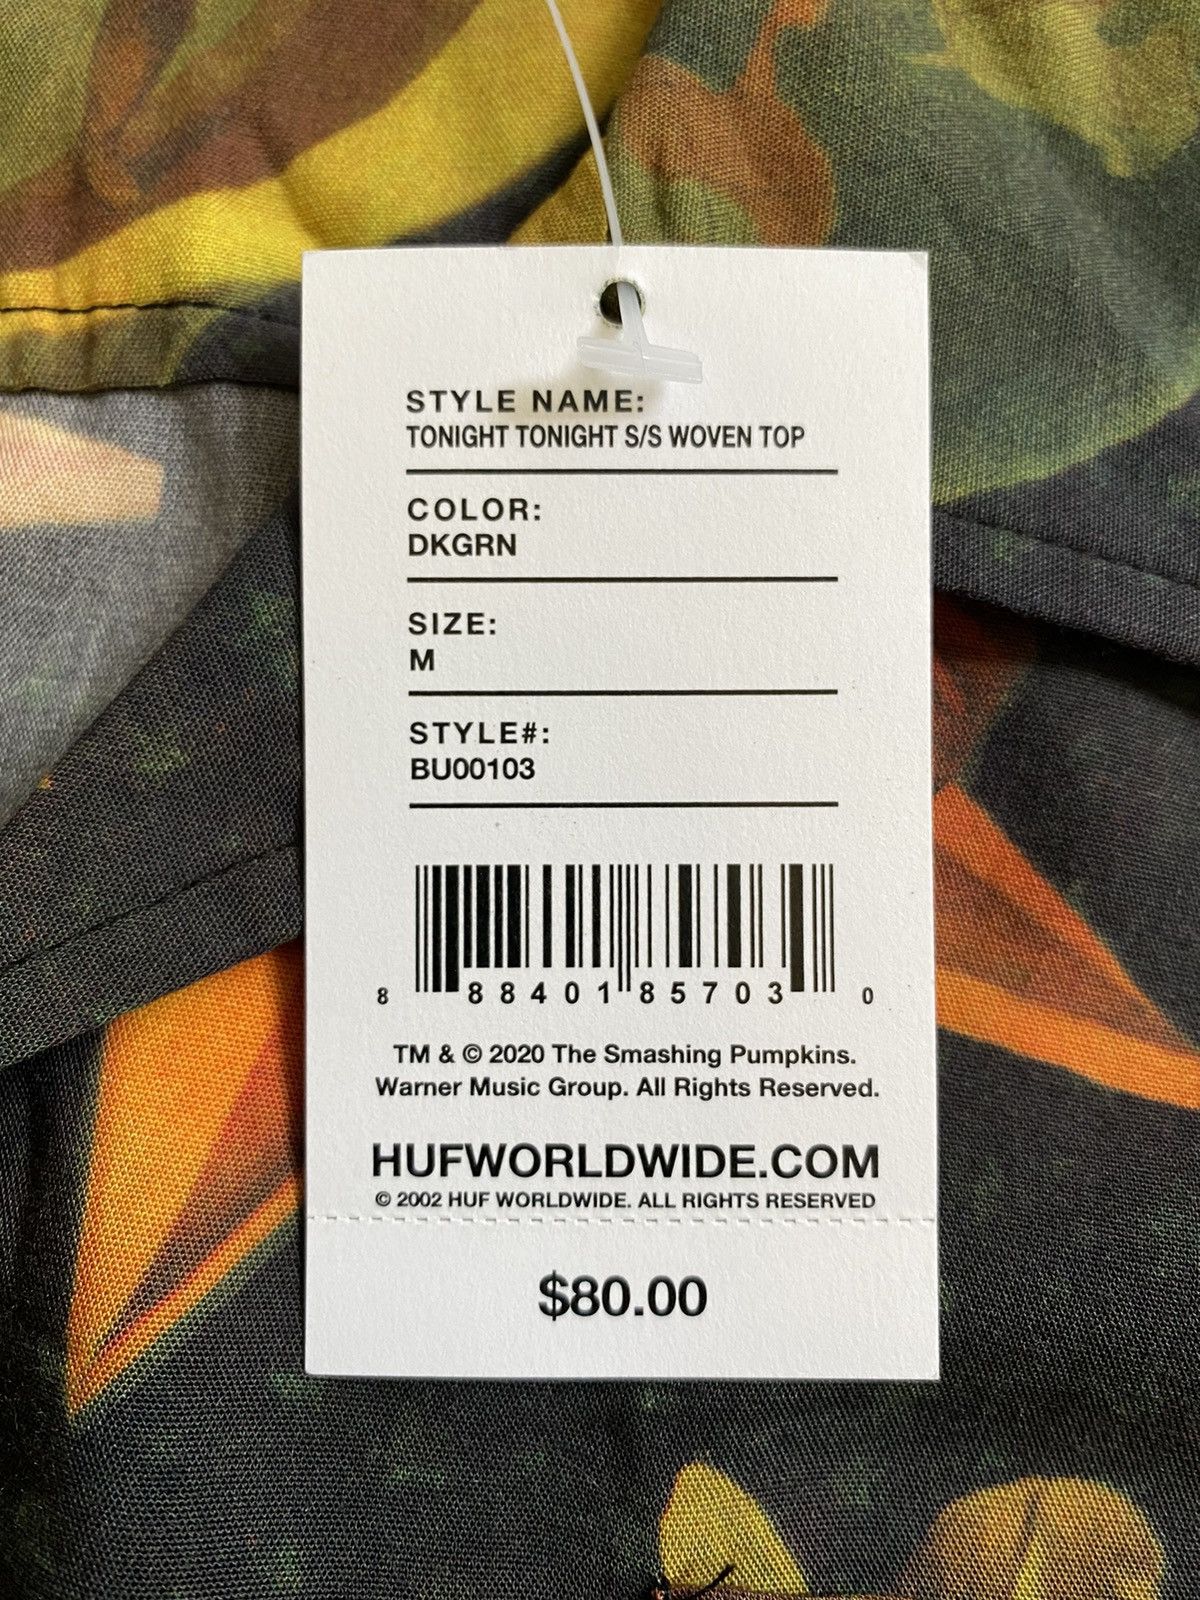 STYLE NAME:
TONIGHT TONIGHT S/S WOVEN TOP
COLOR:
DKGRN
SIZE:
M
STYLE#:
BU00103
8 88401 85703 0
TM & © 2020 The Smashing Pumpkins.
Warner Music Group. All Rights Reserved.
HUFWORLDWIDE.COM
© 2002 HUF WORLDWIDE. ALL RIGHTS RESERVED
$80.00